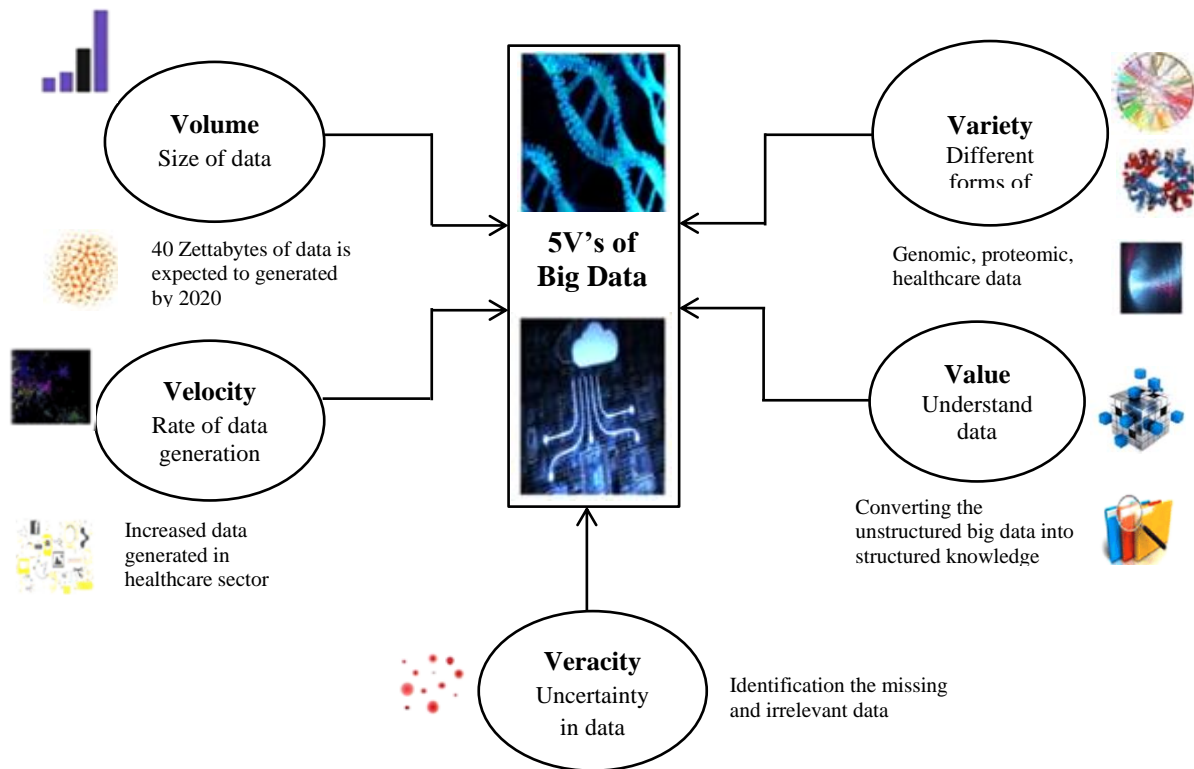 Volume
Size of data
40 Zettabytes of data is
expected to generated
by 2020
Velocity
Rate of data
generation
Increased data
generated in
healthcare sector
5V's of
Big Data
Variety
Different
forms of
Genomic, proteomic,
healthcare data
Value
Understand
data
Converting the
unstructured big data into
structured knowledge
Veracity
Uncertainty
in data
Identification the missing
and irrelevant data